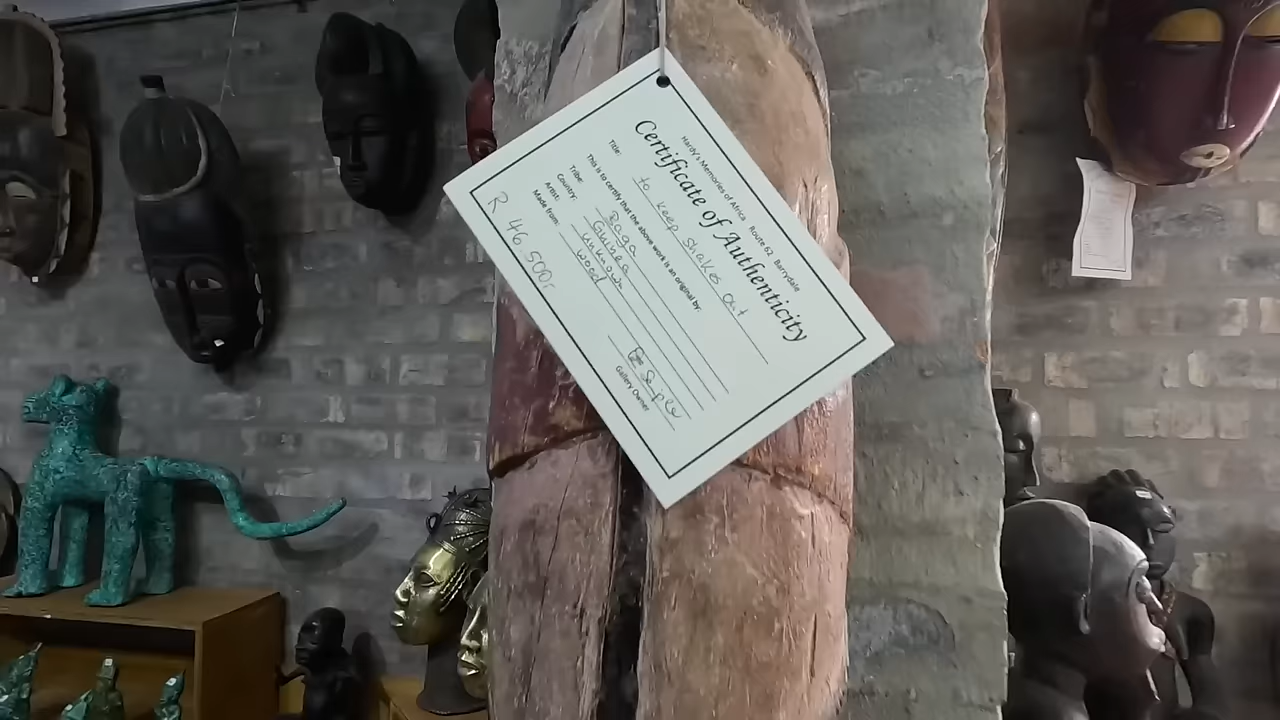 Hardy's Memories of Africa Route 62 Barrydale
Certificate of Authenticity
Title: to keep snakes out
This is to certify that the above work is an original by:
Tribe: Baga
Country: Guinea
Artist: unknown
Made from: wood
Gallery Owner
R 46 500,